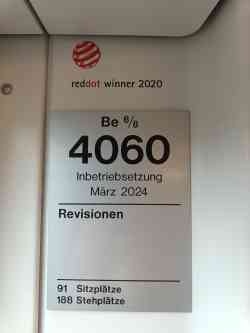 reddot winner 2020
Be 6/8
4060
Inbetriebsetzung
März 2024
Revisionen
91 Sitzplätze
188 Stehplätze